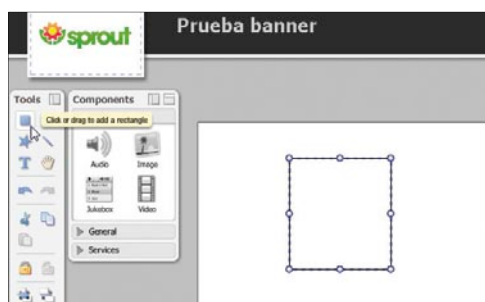 sprout
Prueba banner
Tools
Components
Click or drag to add a rectangle
Audio
Image
Jukebox
Video
General
Services